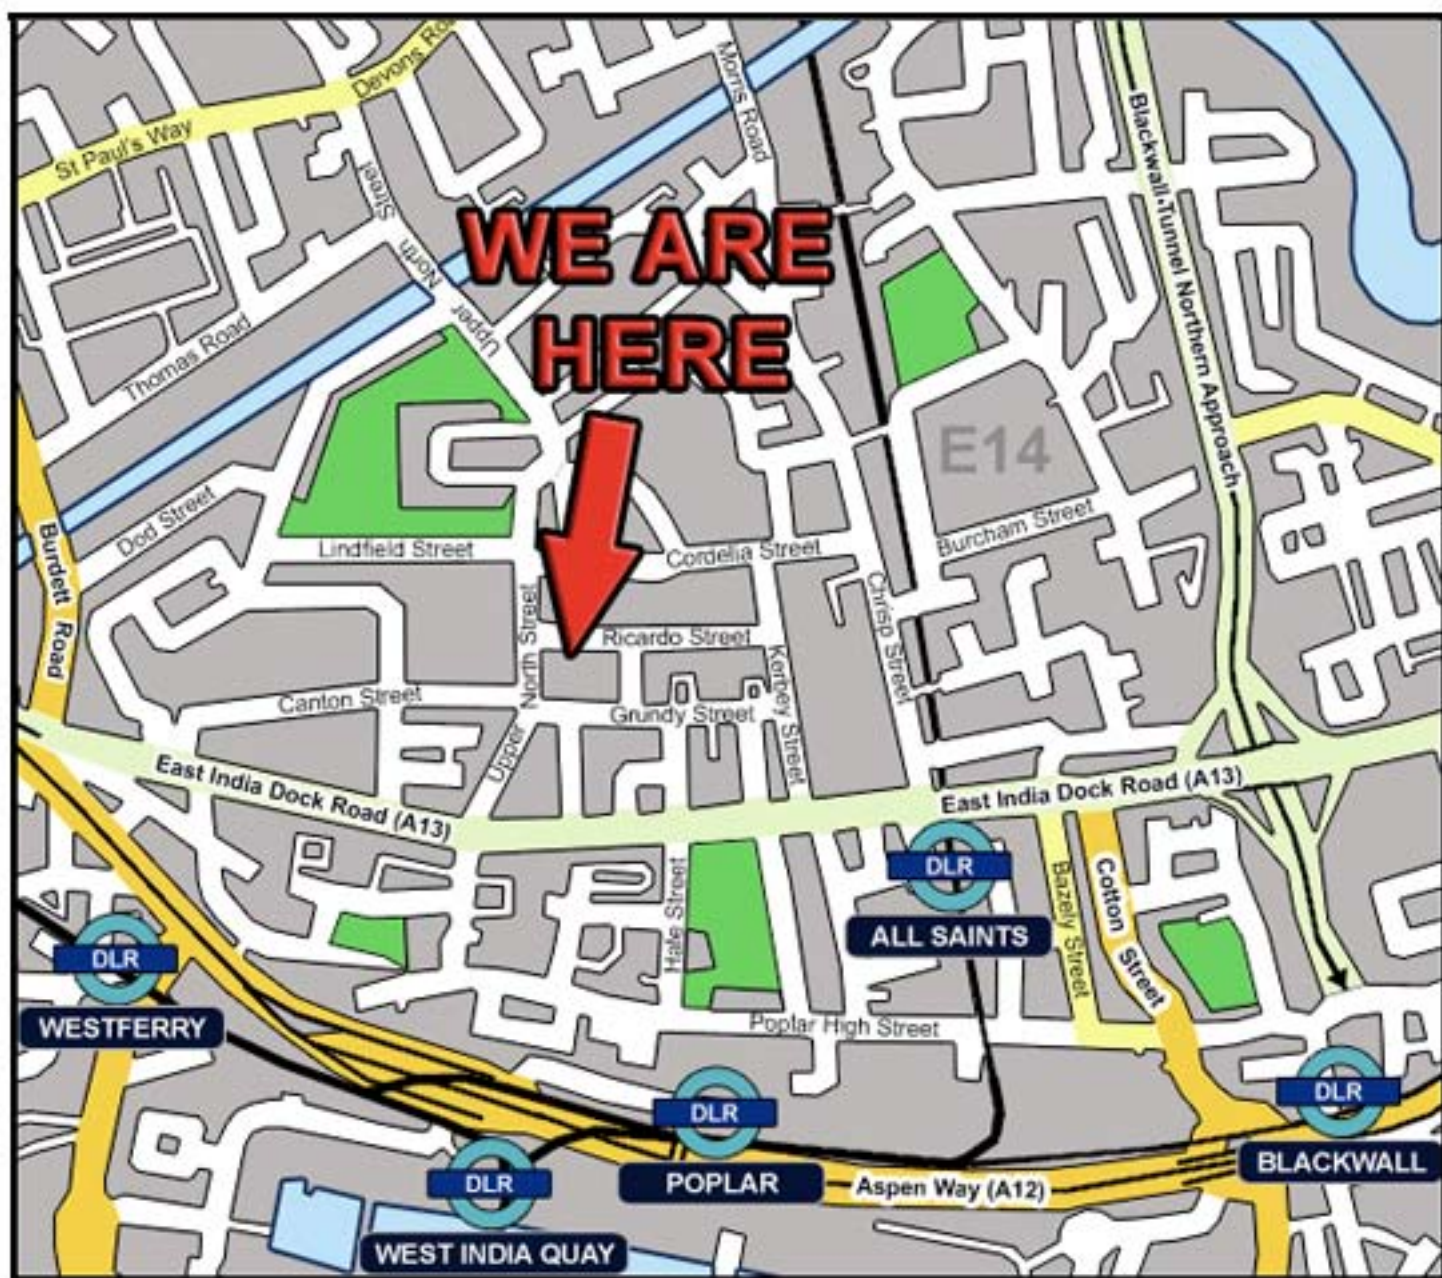 Devons Ro
St Paul's Way
Morris Road
Blackwall Tunnel Northern Approach
Street
North
Upper
WE ARE
HERE
Thomas Road
E14
Dod Street
Burcham Street
Lindfield Street
Cordelia Street
Burdett Road
Chrisp Street
North Street
Upper
Ricardo Street
Kerbey Street
Canton Street
Grundy Street
East India Dock Road (A13)
East India Dock Road (A13)
DLR
ALL SAINTS
Hale Street
Bazely Street
Cotton Street
DLR
WESTFERRY
Poplar High Street
DLR
POPLAR
DLR
BLACKWALL
DLR
WEST INDIA QUAY
Aspen Way (A12)